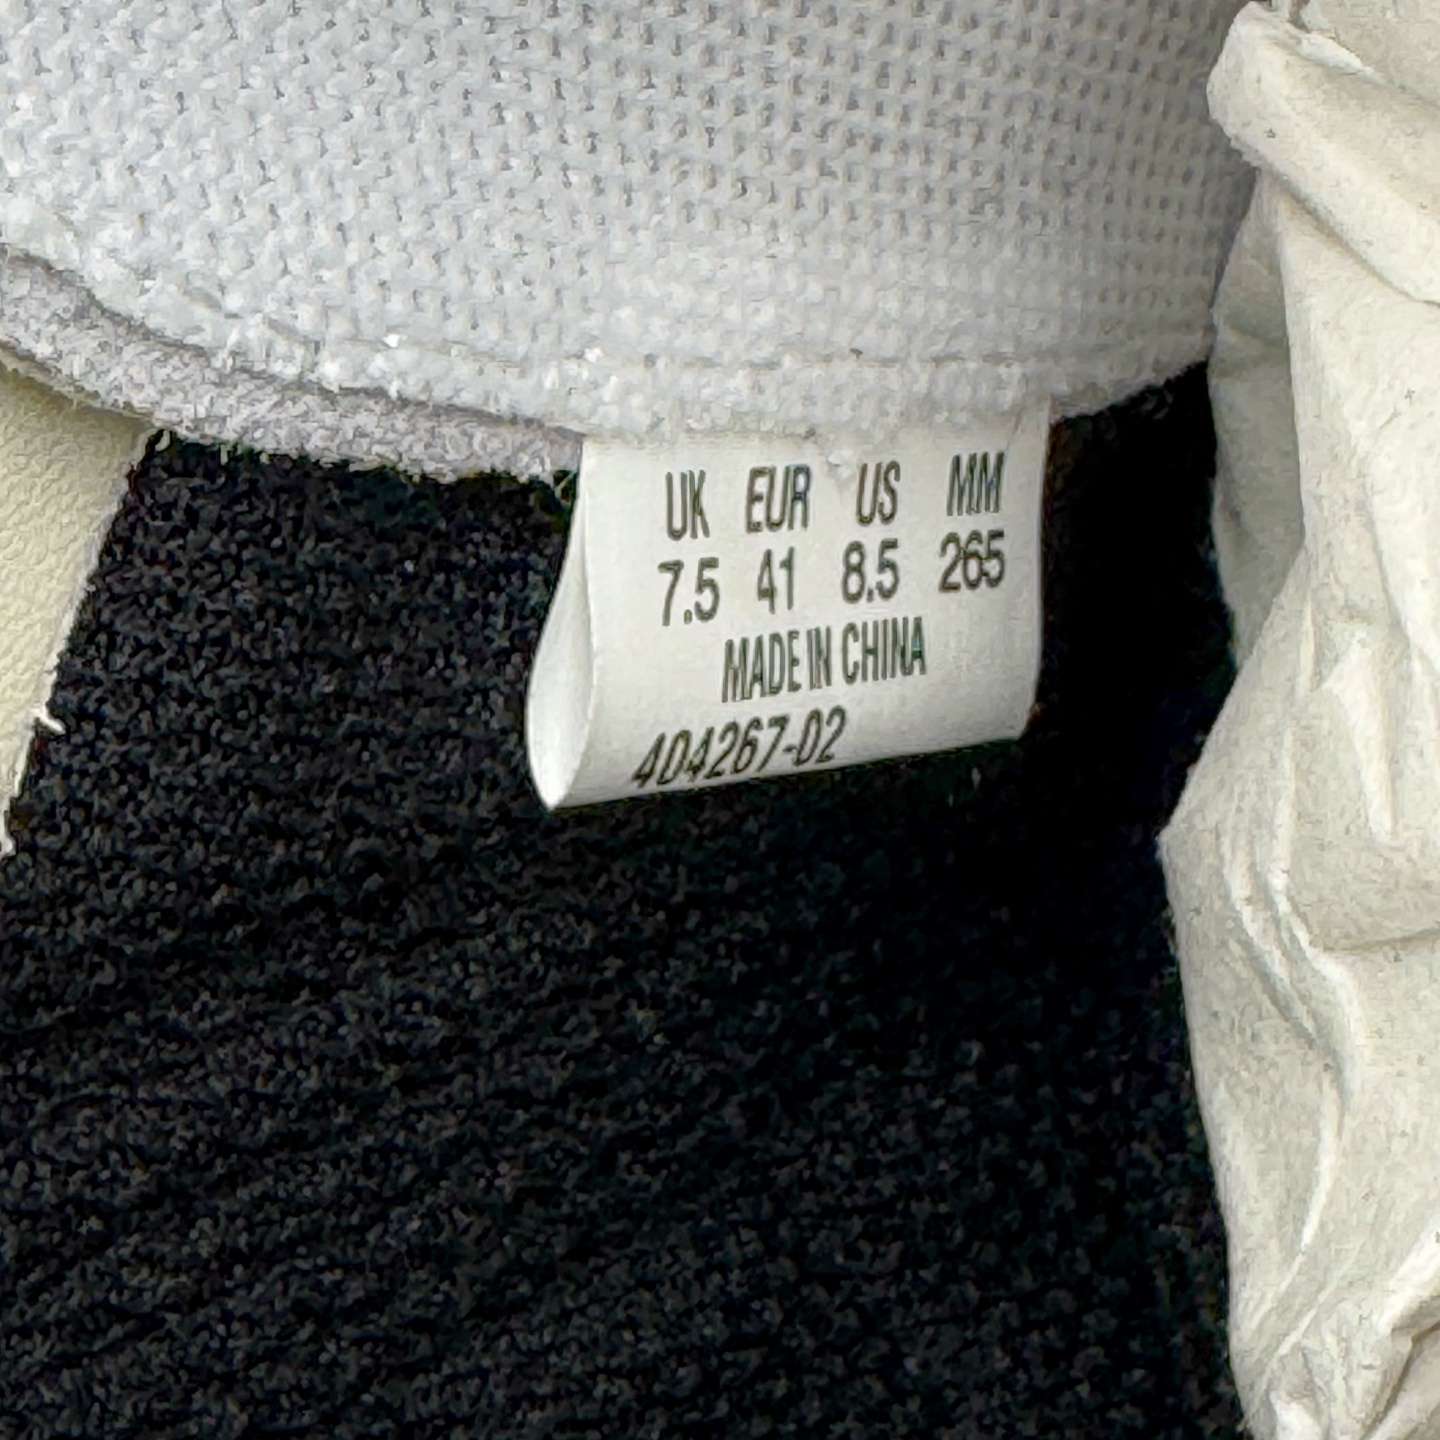 UK EUR US MM
7.5 41 8.5 265
MADE IN CHINA
404267-02